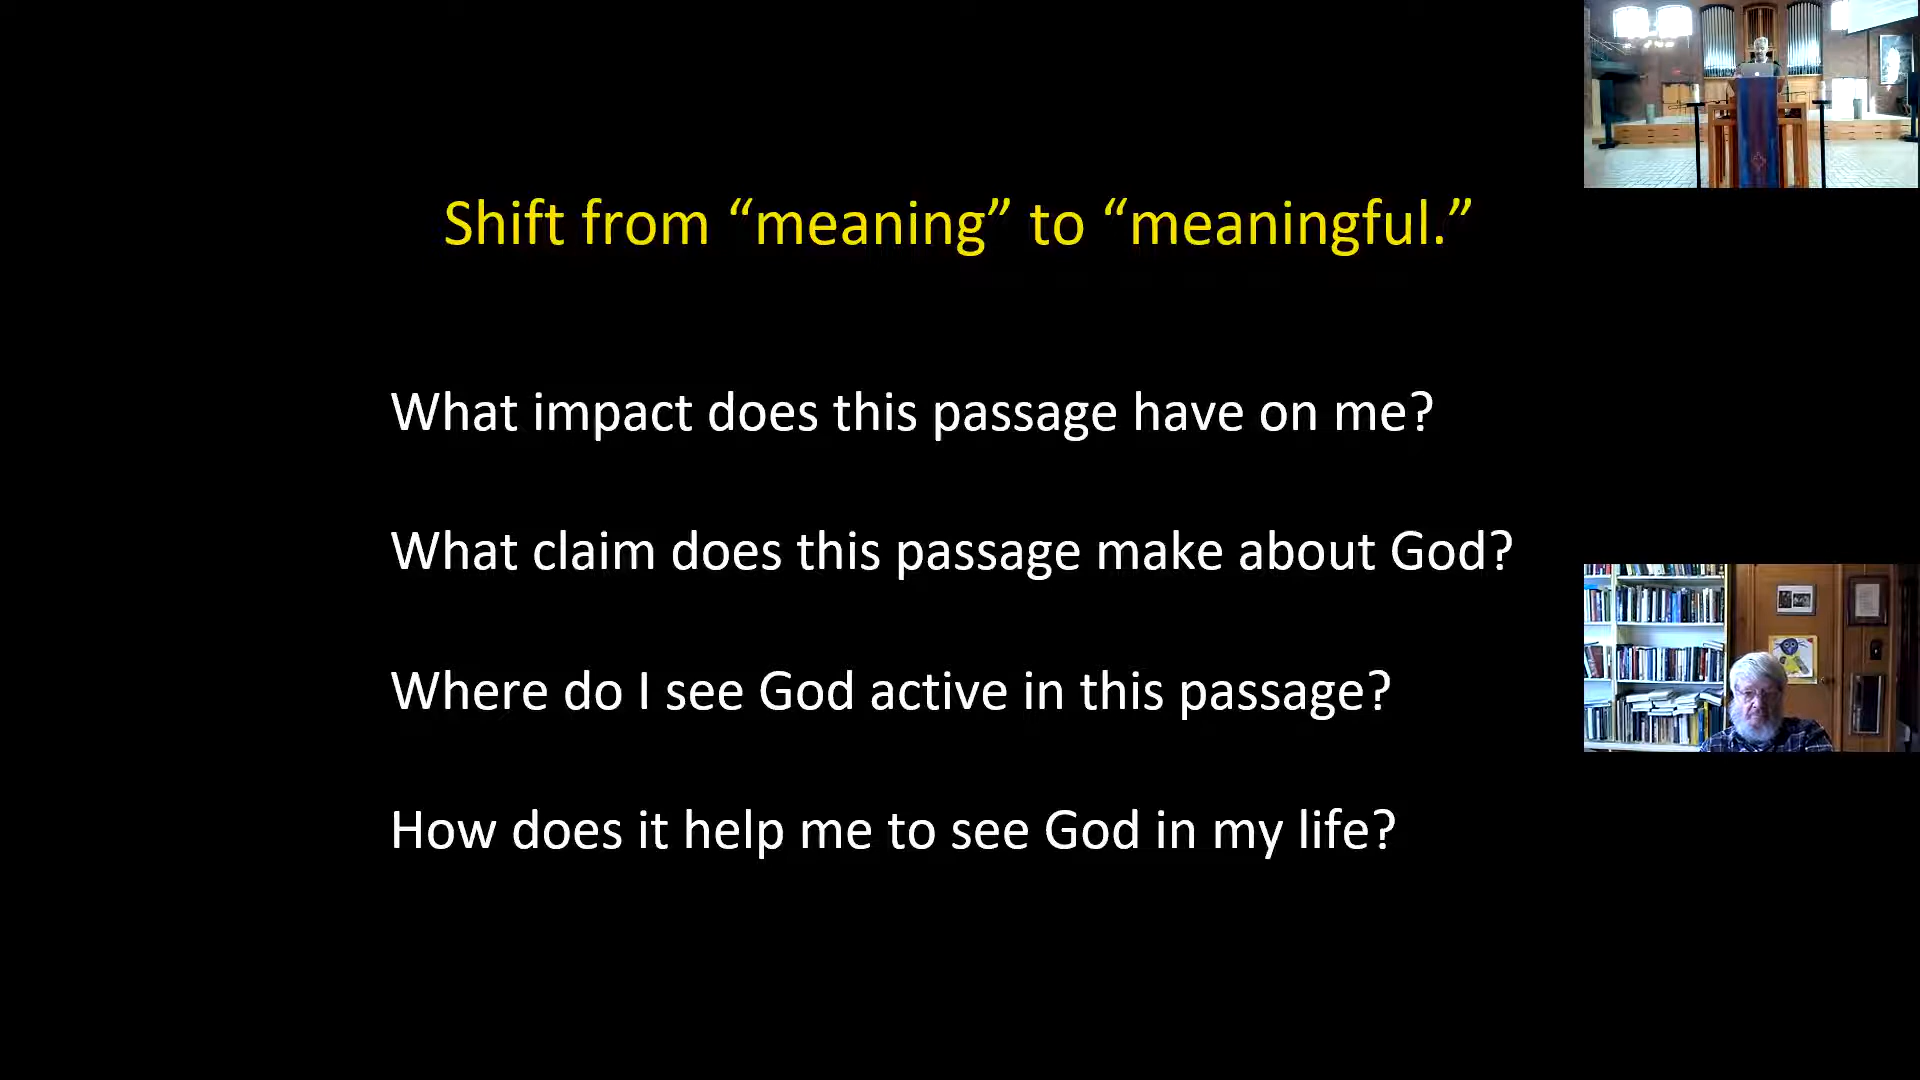 Shift from “meaning” to “meaningful.”
What impact does this passage have on me?
What claim does this passage make about God?
Where do I see God active in this passage?
How does it help me to see God in my life?